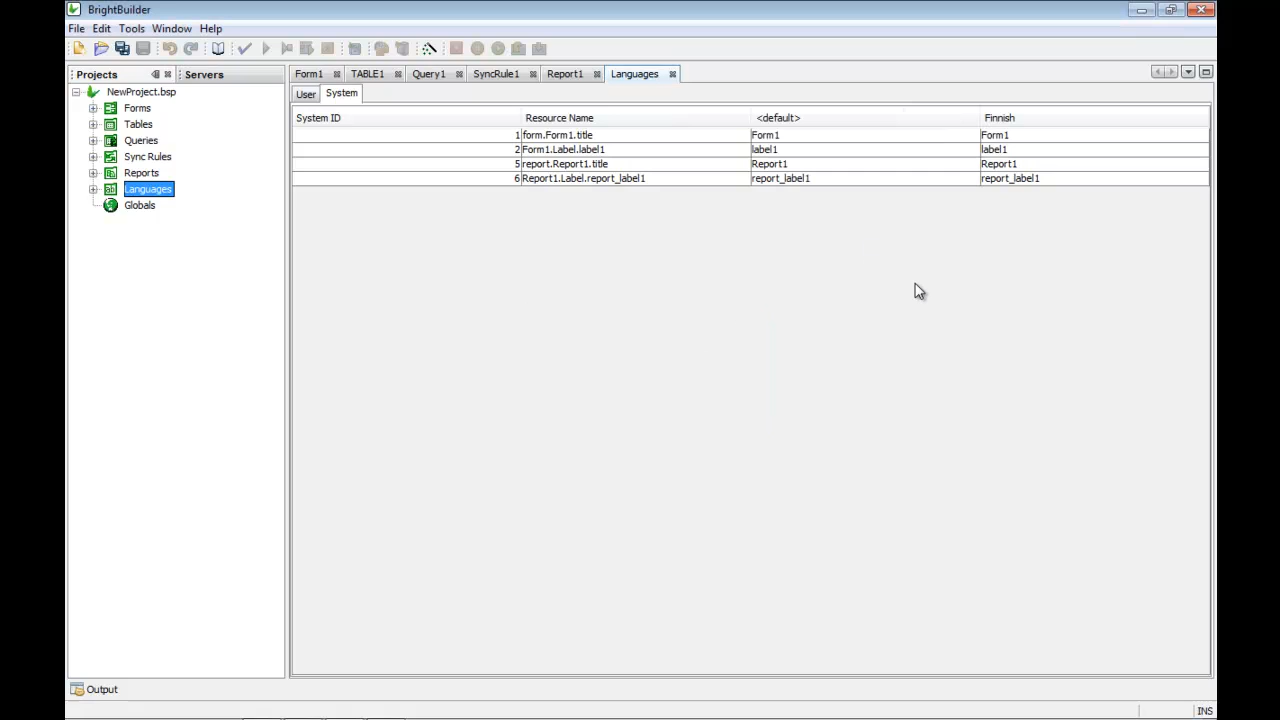 BrightBuilder
File Edit Tools Window Help
Projects Servers
Form1 TABLE1 Query1 SyncRule1 Report1 Languages
NewProject.bsp
Forms
Tables
Queries
Sync Rules
Reports
Languages
Globals
User System
System ID Resource Name <default> Finnish
1 form.Form1.title Form1 Form1
2 Form1.Label.label1 label1 label1
5 report.Report1.title Report1 Report1
6 Report1.Label.report_label1 report_label1 report_label1
Output
INS